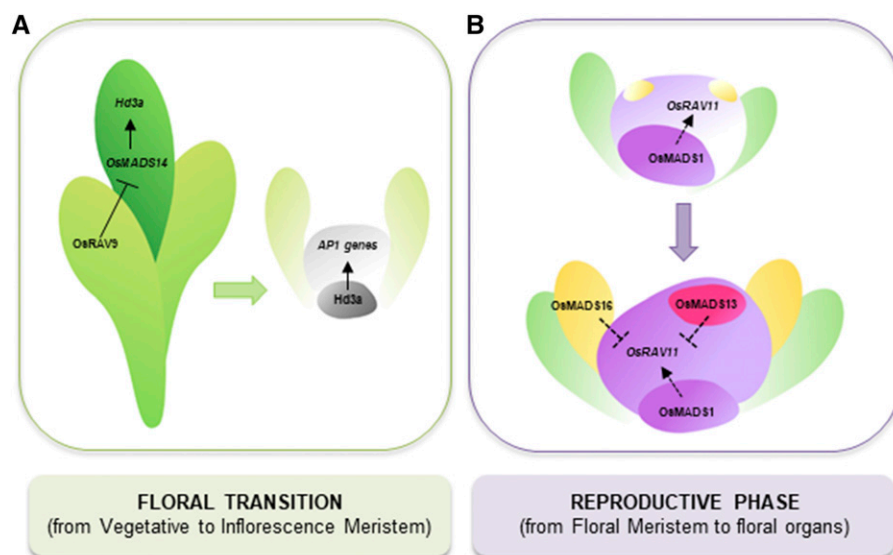 A
Hd3a
OsMADS14
OsRAV9
AP1 genes
Hd3a
FLORAL TRANSITION
(from Vegetative to Inflorescence Meristem)
B
OsRAV11
OsMADS1
OsMADS16
OsMADS13
OsRAV11
OsMADS1
REPRODUCTIVE PHASE
(from Floral Meristem to floral organs)